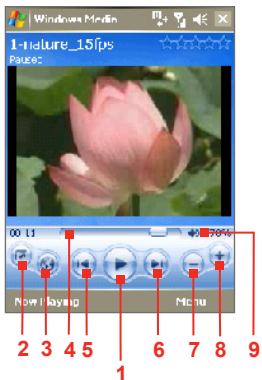 Windows Media
1-nature_15fps
Paused
00:11
70%
Now Playing
Menu
2 3 4 5 6 7 8 9
1